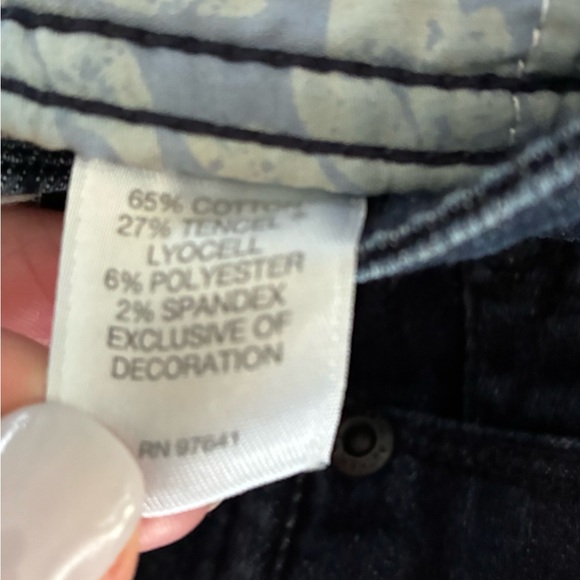 65% COTTON
27% TENCEL
LYOCELL
6% POLYESTER
2% SPANDEX
EXCLUSIVE OF
DECORATION
RN 97641